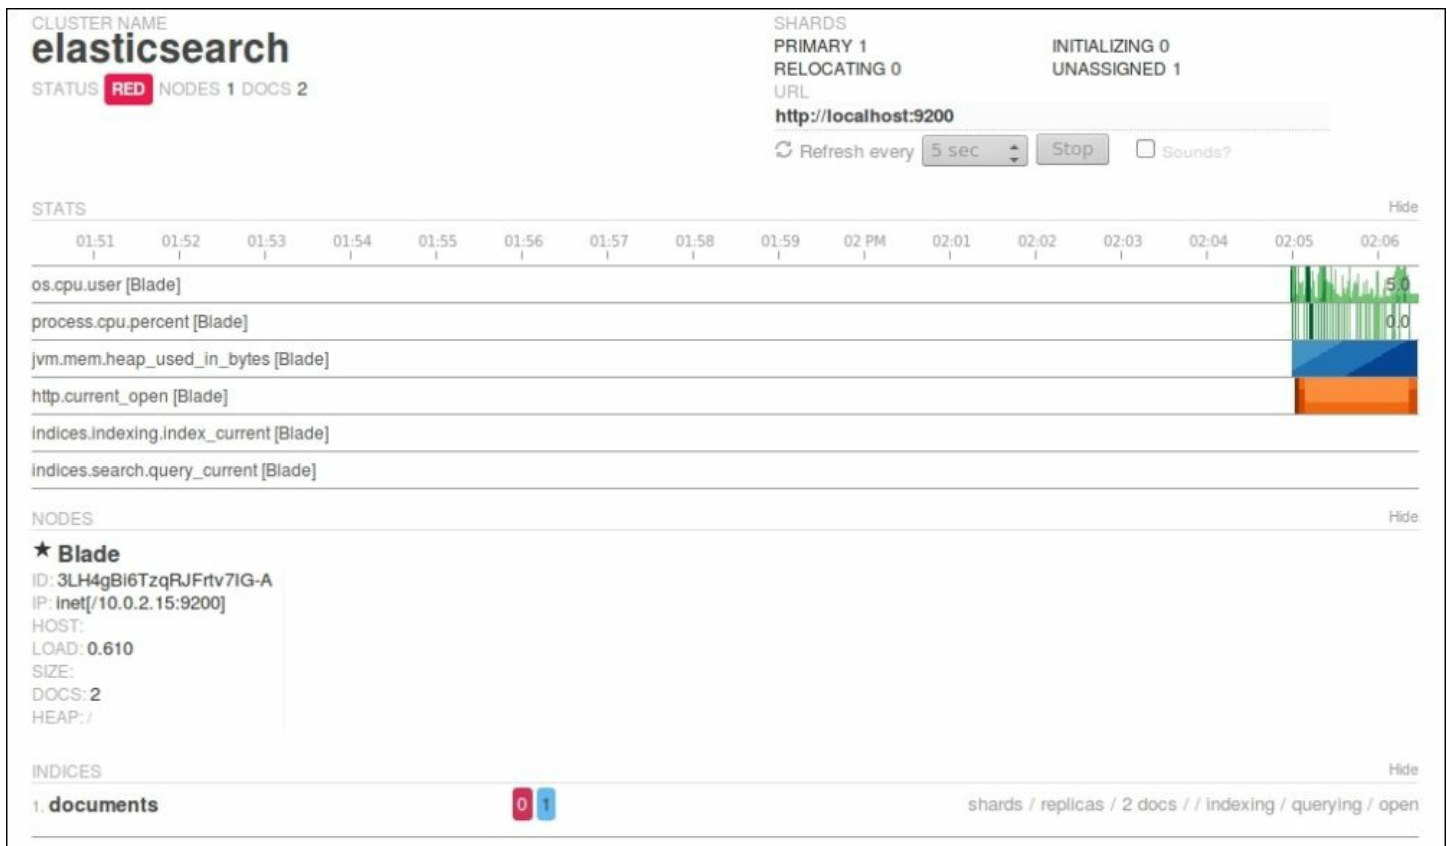 CLUSTER NAME
elasticsearch
STATUS RED NODES 1 DOCS 2
SHARDS
PRIMARY 1 INITIALIZING 0
RELOCATING 0 UNASSIGNED 1
URL
http://localhost:9200
Refresh every 5 sec Stop Sounds?
STATS Hide
01:51 01:52 01:53 01:54 01:55 01:56 01:57 01:58 01:59 02 PM 02:01 02:02 02:03 02:04 02:05 02:06
os.cpu.user [Blade] 5.0
process.cpu.percent [Blade] 0.0
jvm.mem.heap_used_in_bytes [Blade]
http.current_open [Blade]
indices.indexing.index_current [Blade]
indices.search.query_current [Blade]
NODES Hide
★ Blade
ID: 3LH4gBi6TzqRJFrtv7IG-A
IP: inet[/10.0.2.15:9200]
HOST:
LOAD: 0.610
SIZE:
DOCS: 2
HEAP: /
INDICES Hide
1. documents 0 1 shards / replicas / 2 docs / / indexing / querying / open